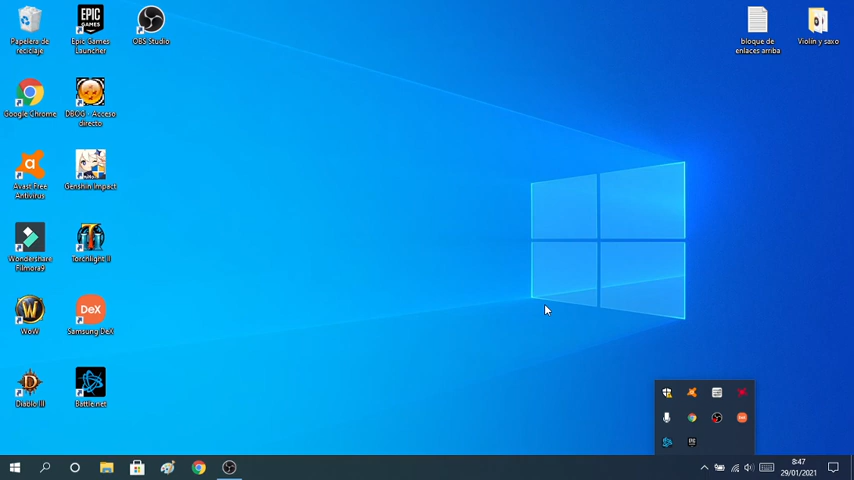 Papelera de
reciclaje
EPIC
GAMES
Epic Games
Launcher
OBS Studio
bloque de
enlaces arriba
Violin y saxo
Google Chrome
DBOG - Acceso
directo
Avast Free
Antivirus
Genshin Impact
Wondershare
Filmora9
Torchlight II
WoW
DeX
Samsung DeX
Diablo III
Battle.net
EPIC
8:47
29/01/2021